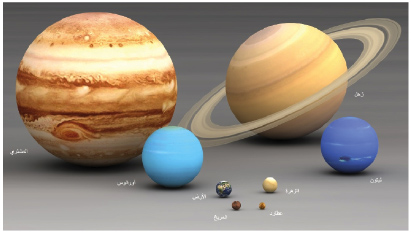 زحل
المشتري
نبتون
أورانوس
الزهرة
الأرض
عطارد
المريخ